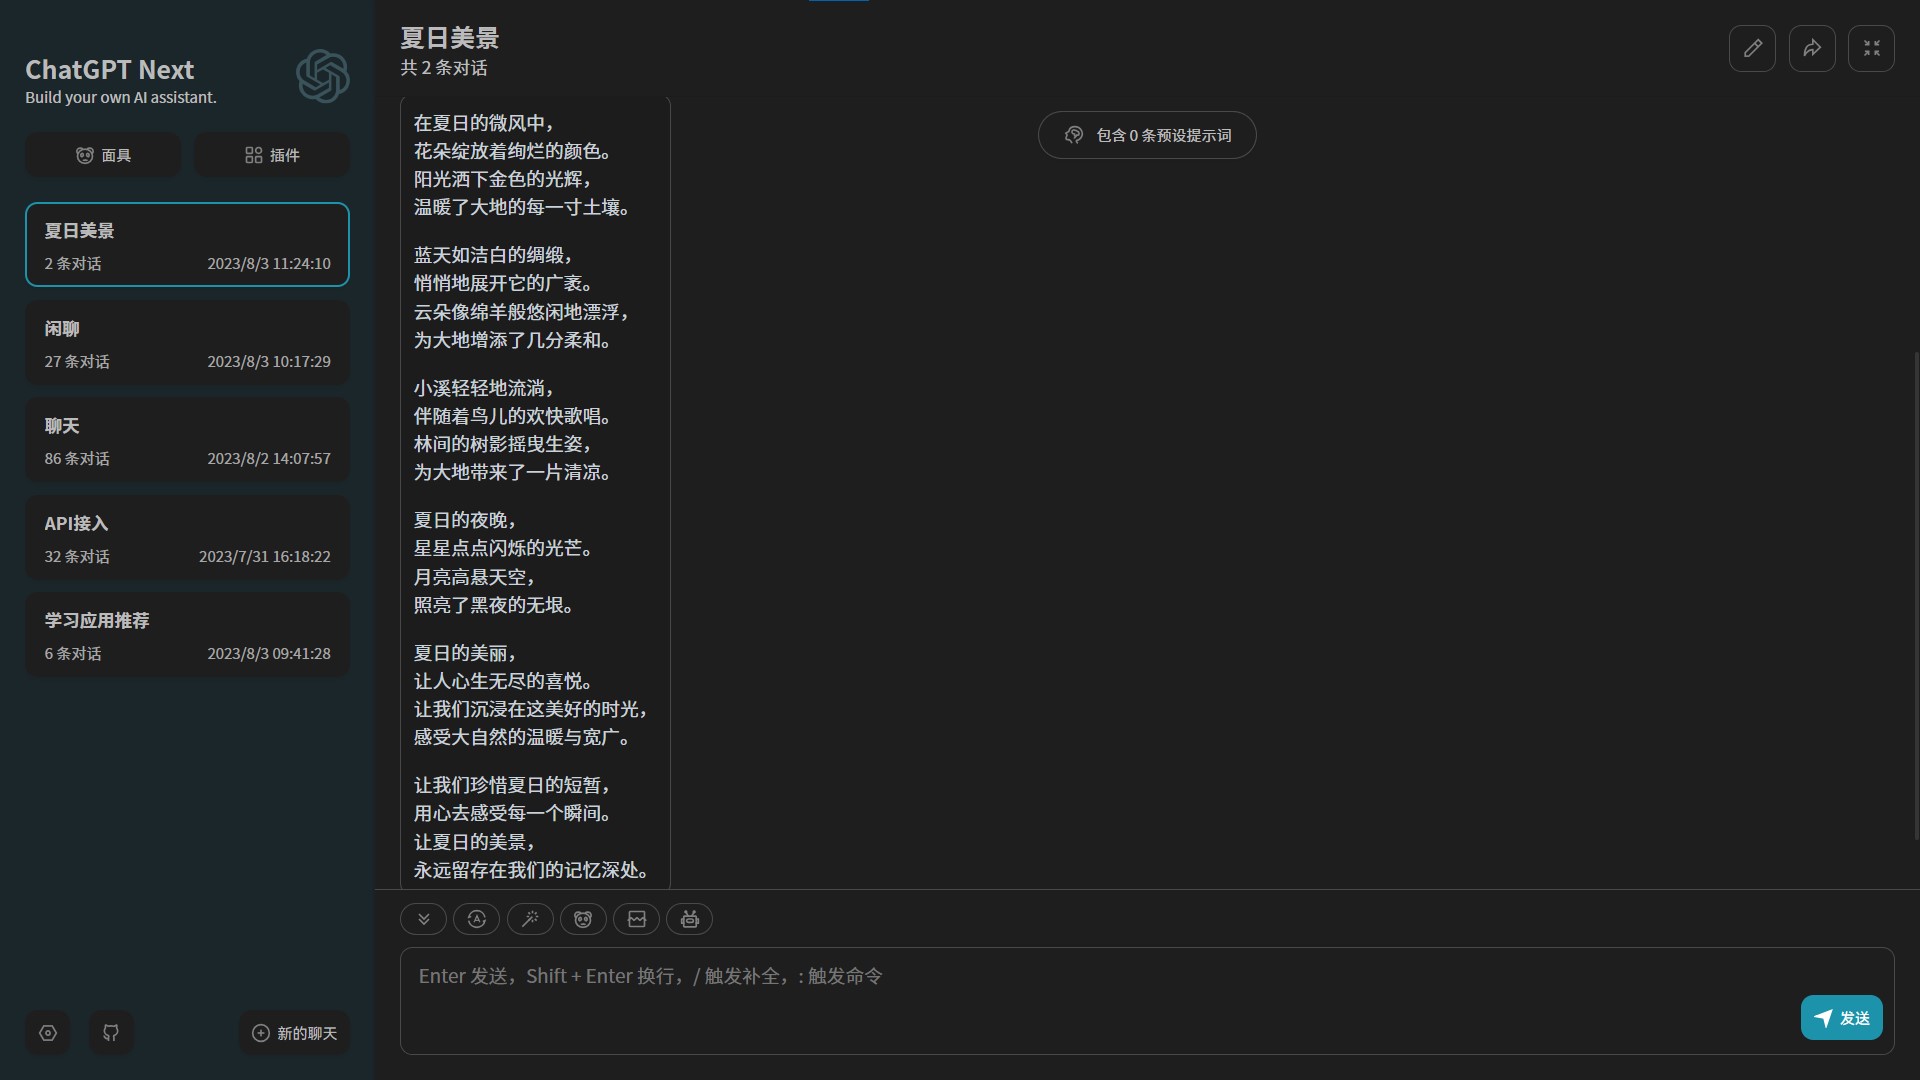 ChatGPT Next
Build your own AI assistant.
面具
插件
夏日美景
2 条对话
2023/8/3 11:24:10
闲聊
27 条对话
2023/8/3 10:17:29
聊天
86 条对话
2023/8/2 14:07:57
API接入
32 条对话
2023/7/31 16:18:22
学习应用推荐
6 条对话
2023/8/3 09:41:28
新的聊天
夏日美景
共 2 条对话
包含 0 条预设提示词
在夏日的微风中，
花朵绽放着绚烂的颜色。
阳光洒下金色的光辉，
温暖了大地的每一寸土壤。
蓝天如洁白的绸缎，
悄悄地展开它的广袤。
云朵像绵羊般悠闲地漂浮，
为大地增添了几分柔和。
小溪轻轻地流淌，
伴随着鸟儿的欢快歌唱。
林间的树影摇曳生姿，
为大地带来了一片清凉。
夏日的夜晚，
星星点点闪烁的光芒。
月亮高悬天空，
照亮了黑夜的无垠。
夏日的美丽，
让人心生无尽的喜悦。
让我们沉浸在这美好的时光，
感受大自然的温暖与宽广。
让我们珍惜夏日的短暂，
用心去感受每一个瞬间。
让夏日的美景，
永远留存在我们的记忆深处。
Enter 发送，Shift + Enter 换行，/ 触发补全，: 触发命令
发送